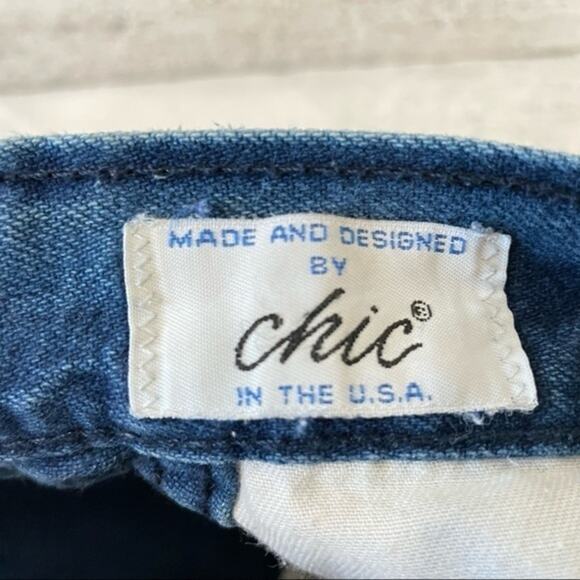 MADE AND DESIGNED
BY
chic®
IN THE U.S.A.